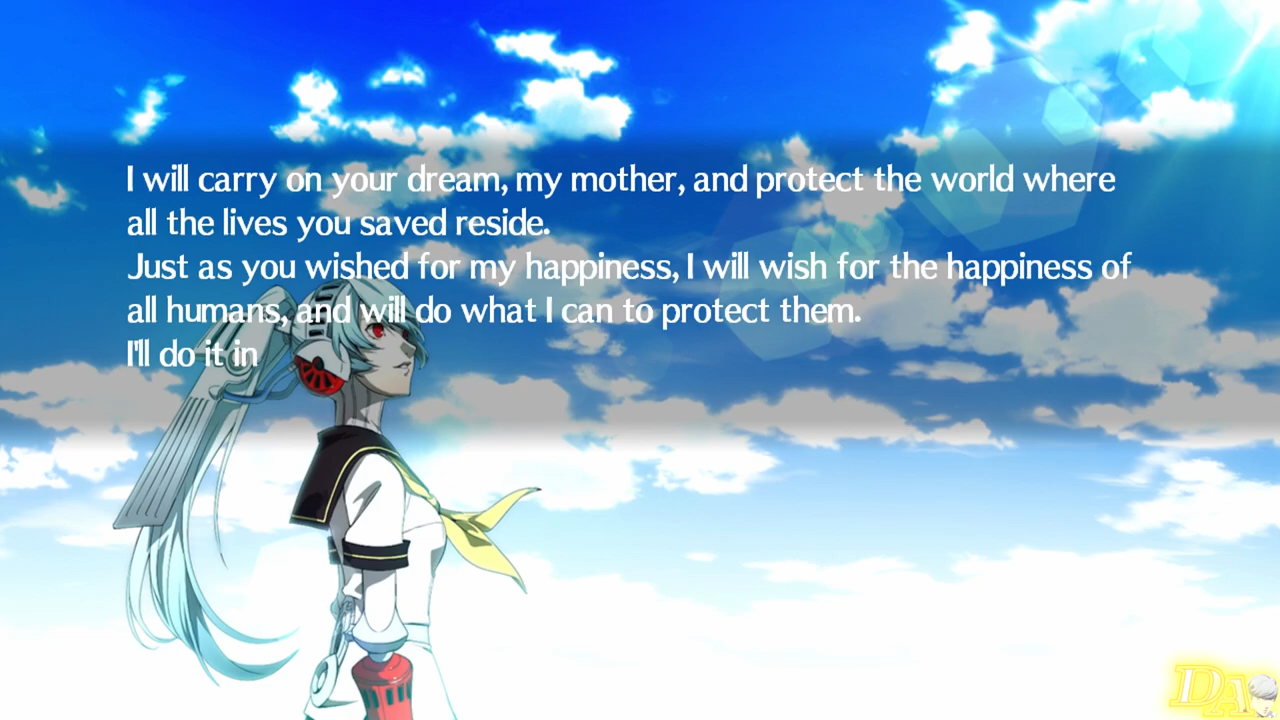 I will carry on your dream, my mother, and protect the world where
all the lives you saved reside.
Just as you wished for my happiness, I will wish for the happiness of
all humans, and will do what I can to protect them.
I'll do it in
DA